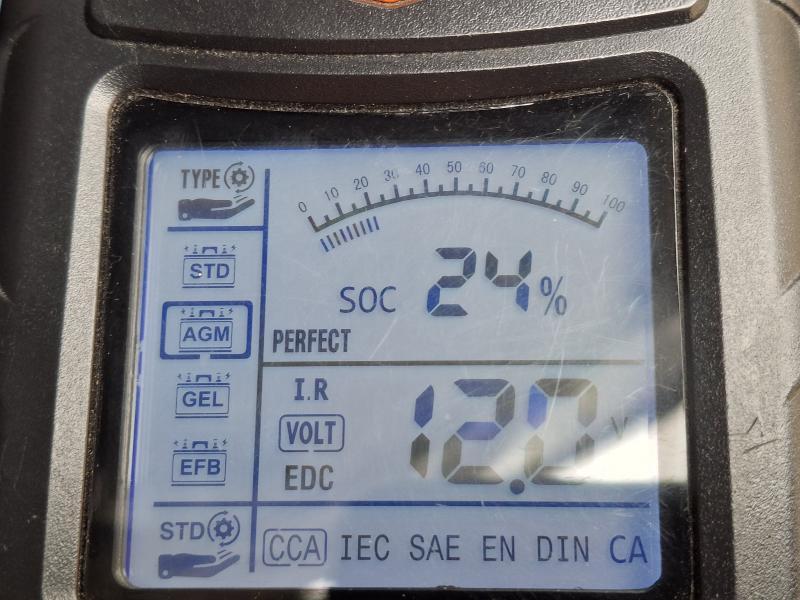 TYPE
0 10 20 30 40 50 60 70 80 90 100
STD
SOC 24%
AGM
PERFECT
I.R
GEL
VOLT 12.0 V
EFB
EDC
STD
CCA IEC SAE EN DIN CA